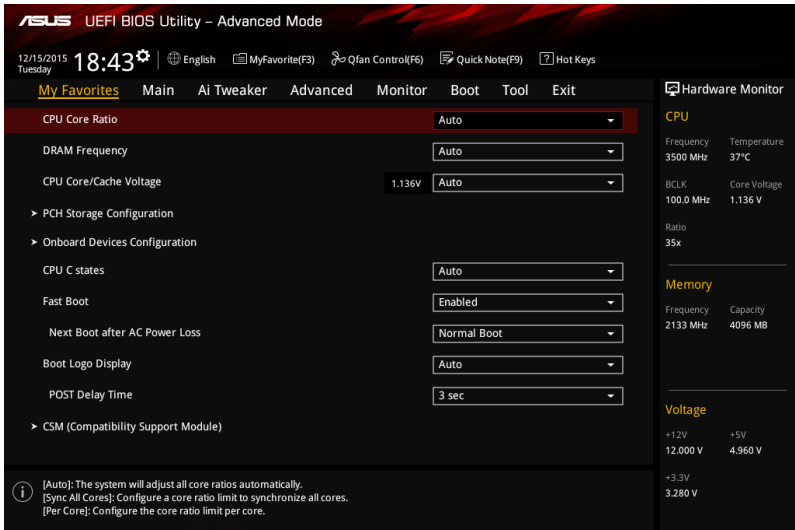 ASUS UEFI BIOS Utility – Advanced Mode
12/15/2015
Tuesday
18:43
English
MyFavorite(F3)
Qfan Control(F6)
Quick Note(F9)
? Hot Keys
My Favorites Main Ai Tweaker Advanced Monitor Boot Tool Exit
CPU Core Ratio Auto
DRAM Frequency Auto
CPU Core/Cache Voltage 1.136V Auto
PCH Storage Configuration
Onboard Devices Configuration
CPU C states Auto
Fast Boot Enabled
Next Boot after AC Power Loss Normal Boot
Boot Logo Display Auto
POST Delay Time 3 sec
CSM (Compatibility Support Module)
[Auto]: The system will adjust all core ratios automatically.
[Sync All Cores]: Configure a core ratio limit to synchronize all cores.
[Per Core]: Configure the core ratio limit per core.
Hardware Monitor
CPU
Frequency Temperature
3500 MHz 37°C
BCLK Core Voltage
100.0 MHz 1.136 V
Ratio
35x
Memory
Frequency Capacity
2133 MHz 4096 MB
Voltage
+12V +5V
12.000 V 4.960 V
+3.3V
3.280 V